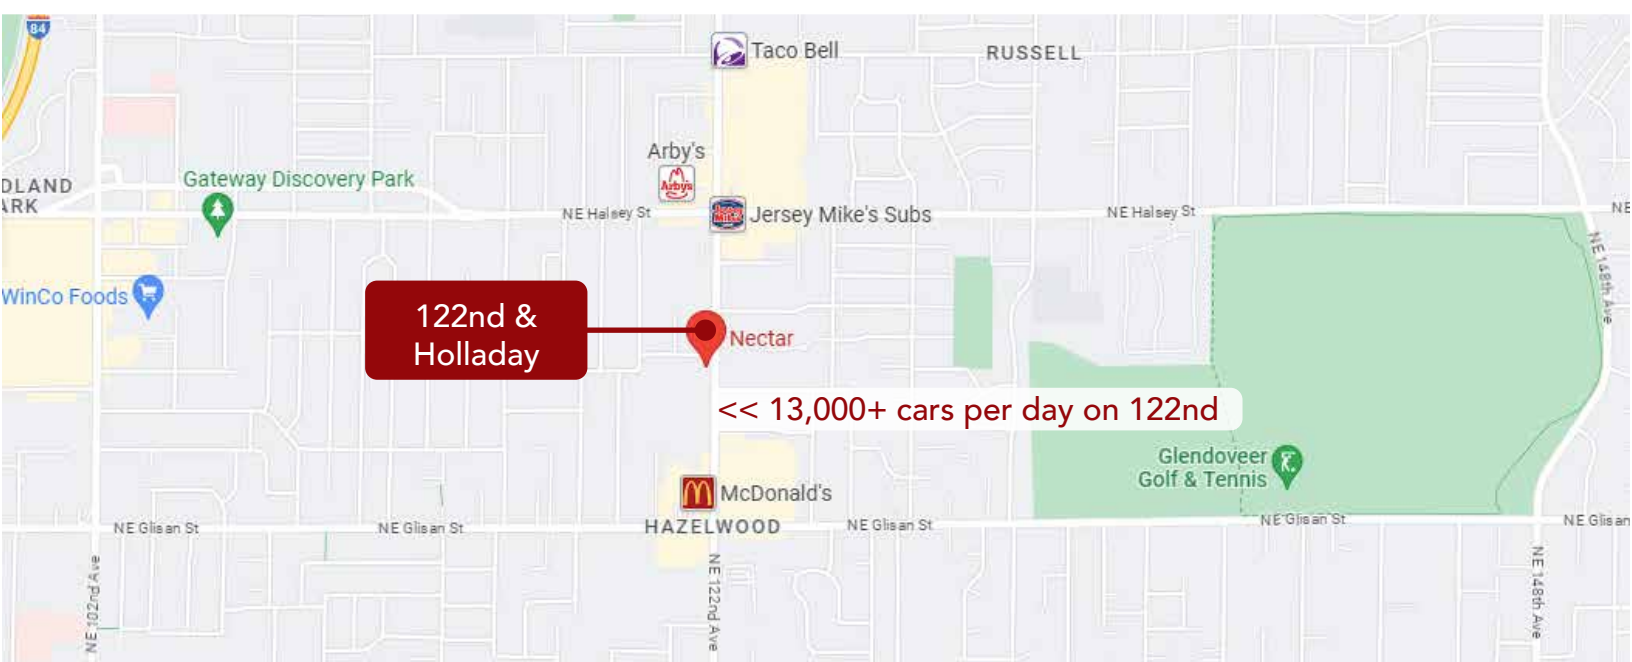 84
Taco Bell
RUSSELL
Arby's
Arby's
DLAND
ARK
Gateway Discovery Park
NE Halsey St
Jersey Mike's Subs
NE Halsey St
NE
NE 148th Ave
WinCo Foods
122nd &
Holladay
Nectar
<< 13,000+ cars per day on 122nd
Glendoveer
Golf & Tennis
McDonald's
HAZELWOOD
NE Glisan St
NE Glisan St
NE Glisan St
NE Glisan St
NE Glisan
NE 102nd Ave
NE 122nd Ave
NE 148th Ave